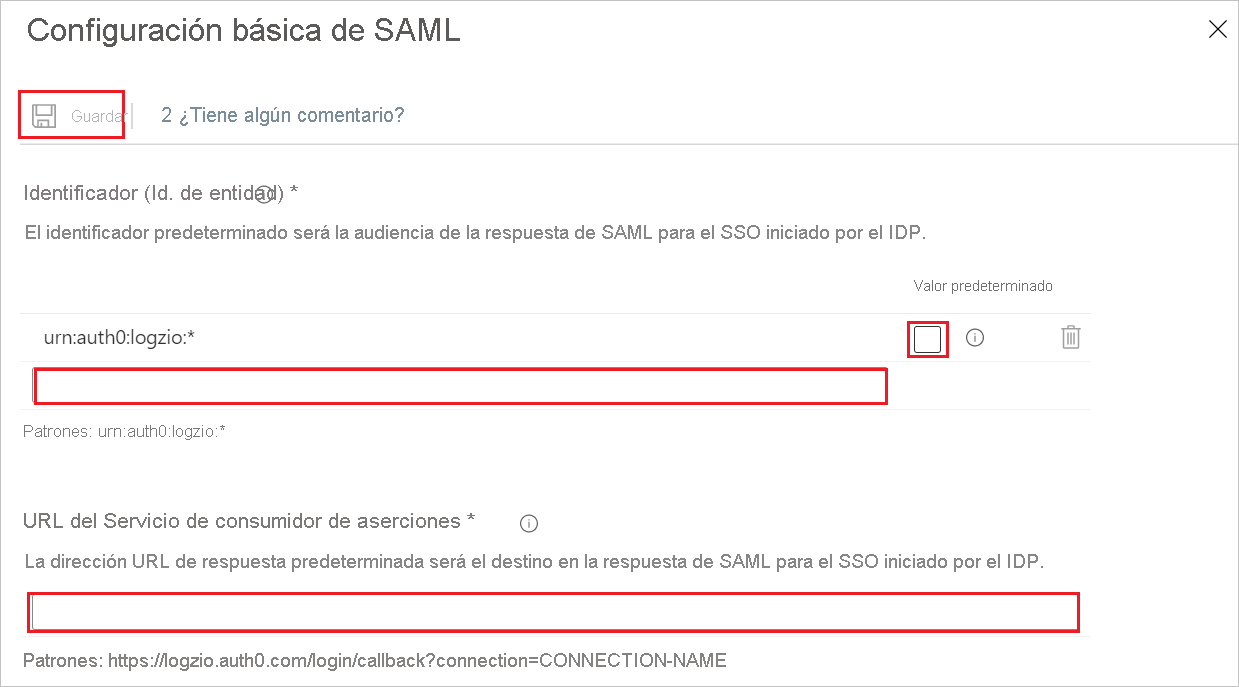 Configuración básica de SAML
Guardar
2 ¿Tiene algún comentario?
Identificador (Id. de entidad) *
El identificador predeterminado será la audiencia de la respuesta de SAML para el SSO iniciado por el IDP.
Valor predeterminado
urn:auth0:logzio:*
Patrones: urn:auth0:logzio:*
URL del Servicio de consumidor de aserciones *
La dirección URL de respuesta predeterminada será el destino en la respuesta de SAML para el SSO iniciado por el IDP.
Patrones: https://logzio.auth0.com/login/callback?connection=CONNECTION-NAME